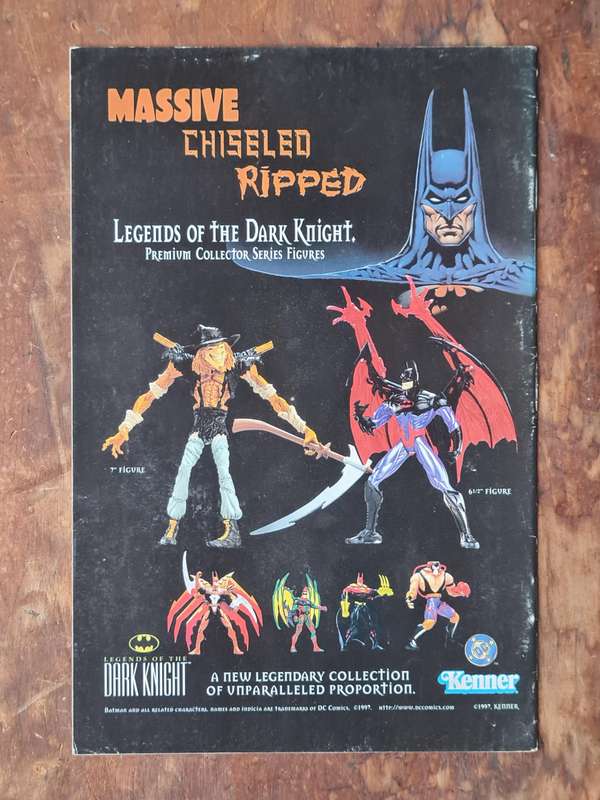 MASSIVE
CHISELED
RIPPED
LEGENDS OF THE DARK KNIGHT.
PREMIUM COLLECTOR SERIES FIGURES
7" FIGURE
6 1/2" FIGURE
LEGENDS OF THE
DARK KNIGHT
A NEW LEGENDARY COLLECTION
OF UNPARALLELED PROPORTION.
DC
Kenner
BATMAN AND ALL RELATED CHARACTERS, NAMES AND INDICIA ARE TRADEMARKS OF DC COMICS, ©1997. HTTP://WWW.DCCOMICS.COM ©1997, KENNER